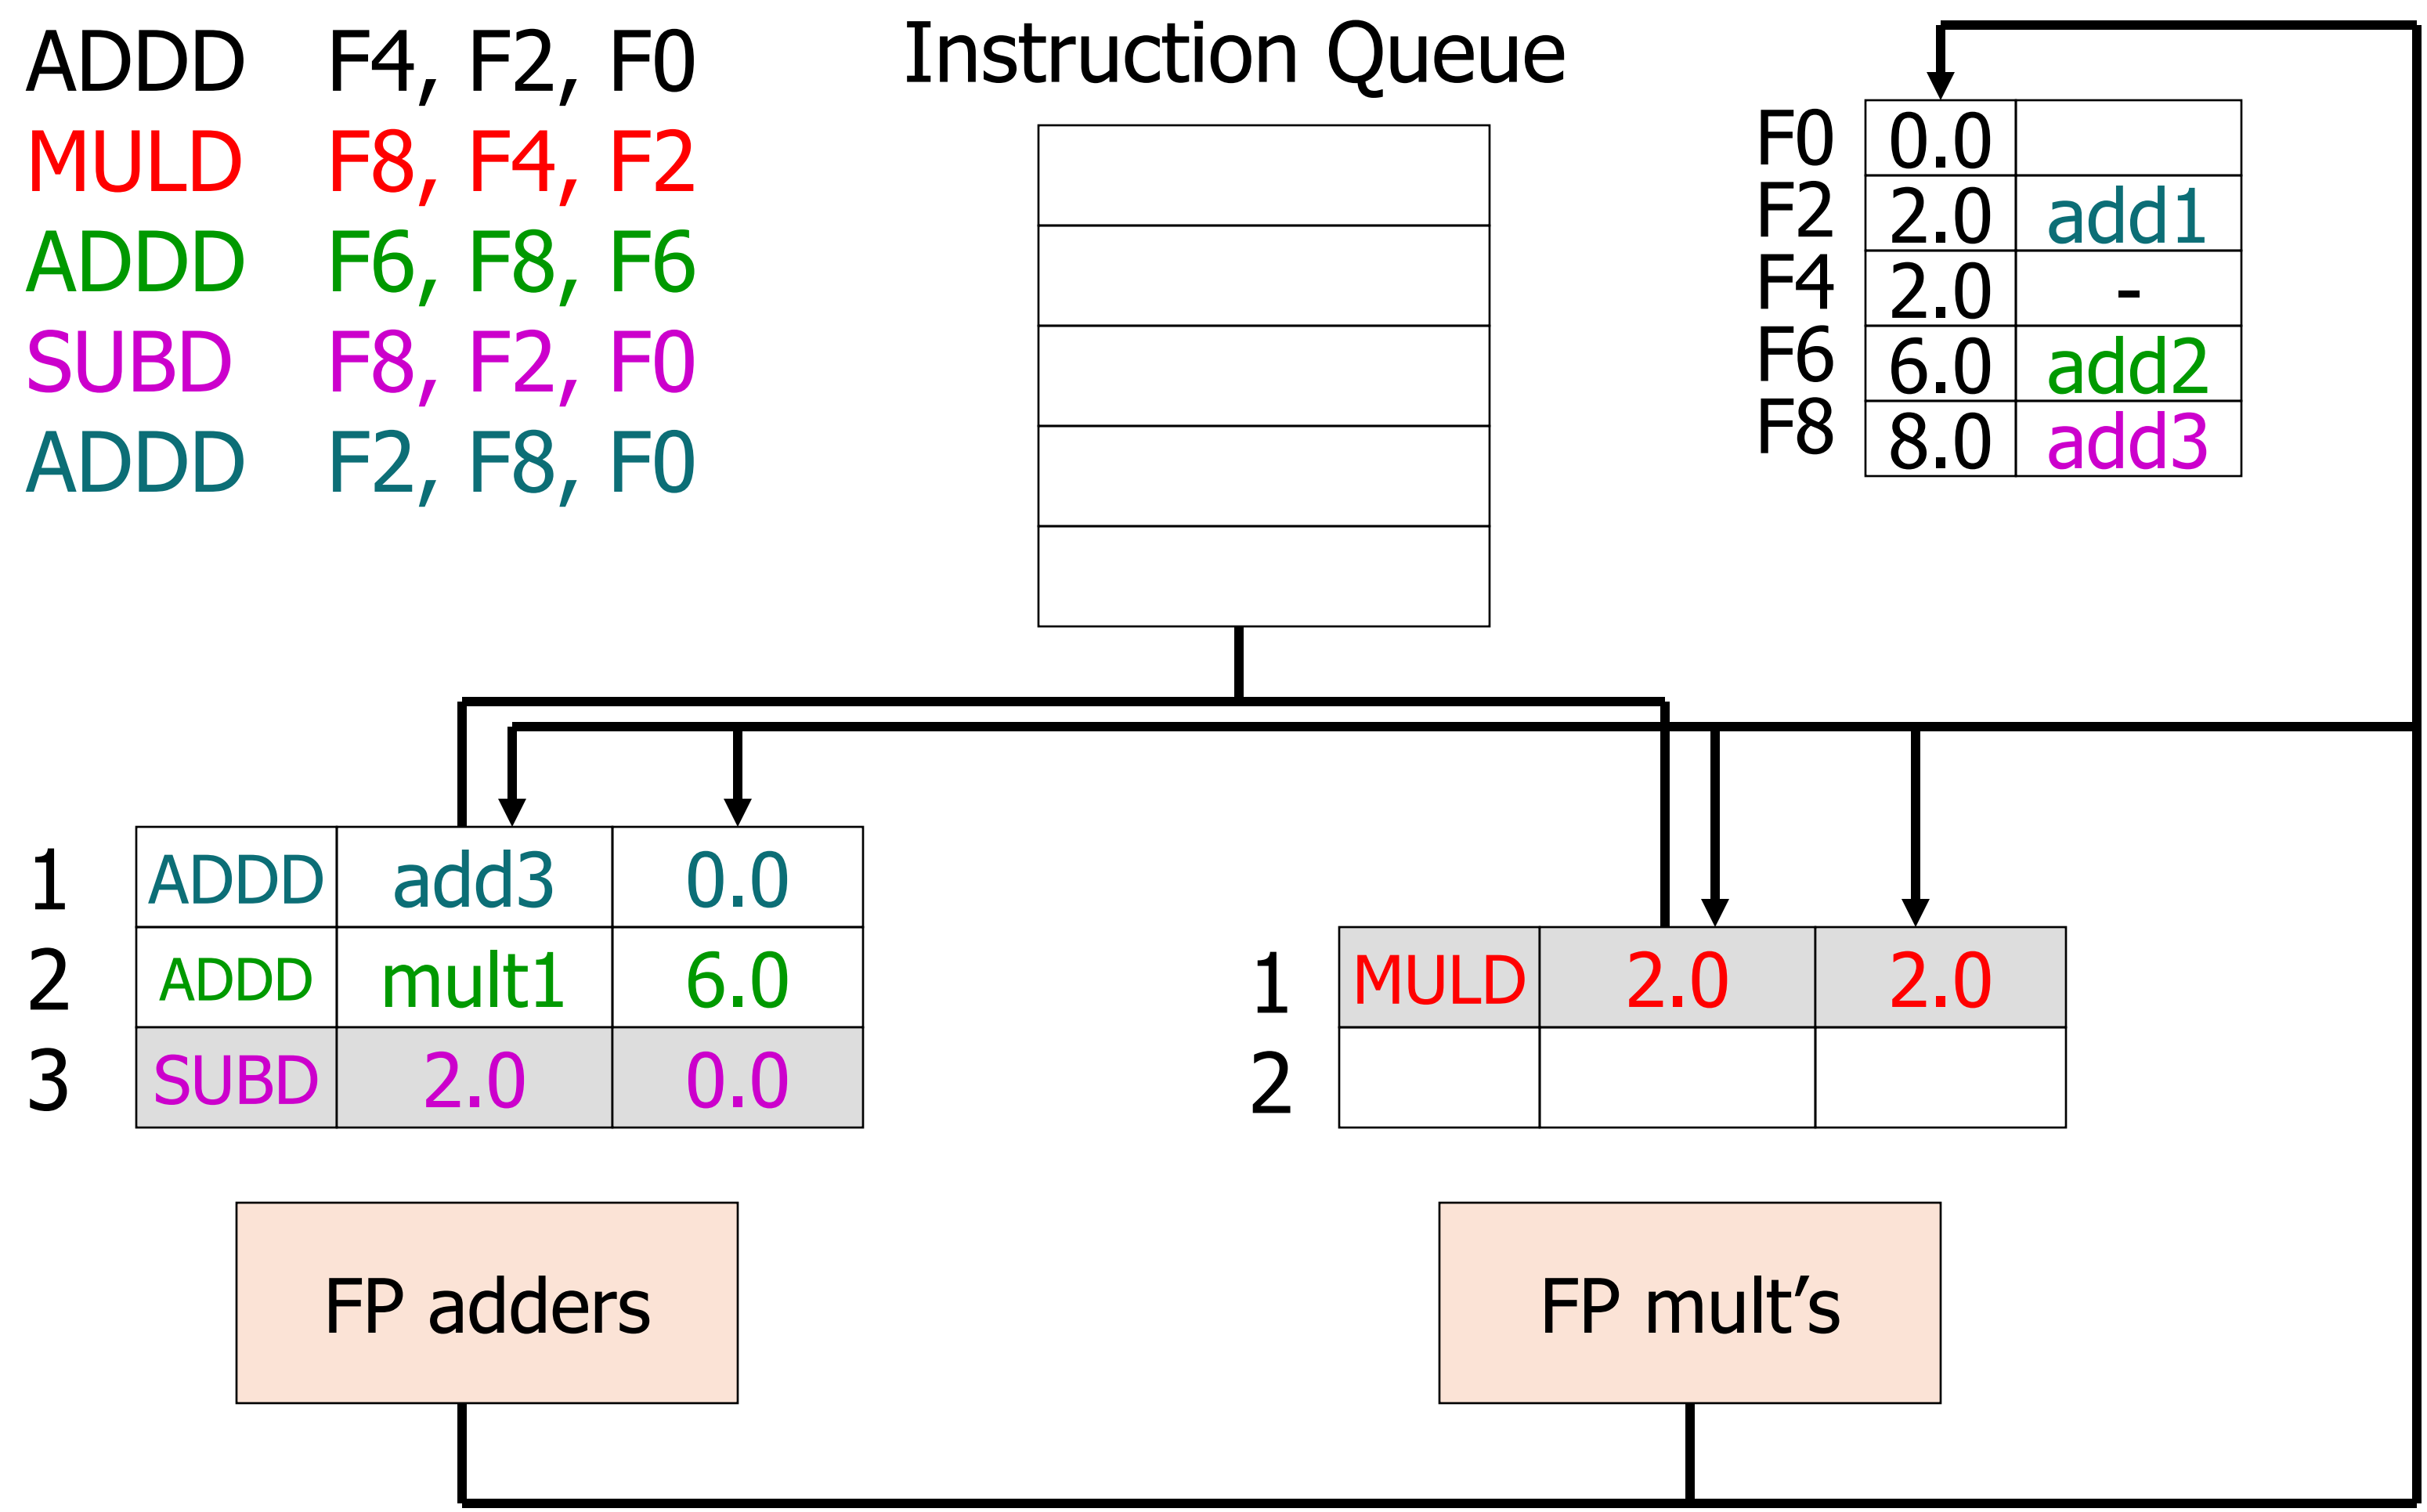 ADDD F4, F2, F0
MULD F8, F4, F2
ADDD F6, F8, F6
SUBD F8, F2, F0
ADDD F2, F8, F0
Instruction Queue
F0 0.0
F2 2.0 add1
F4 2.0 -
F6 6.0 add2
F8 8.0 add3
1 ADDD add3 0.0
2 ADDD mult1 6.0
3 SUBD 2.0 0.0
1 MULD 2.0 2.0
2
FP adders
FP mult’s